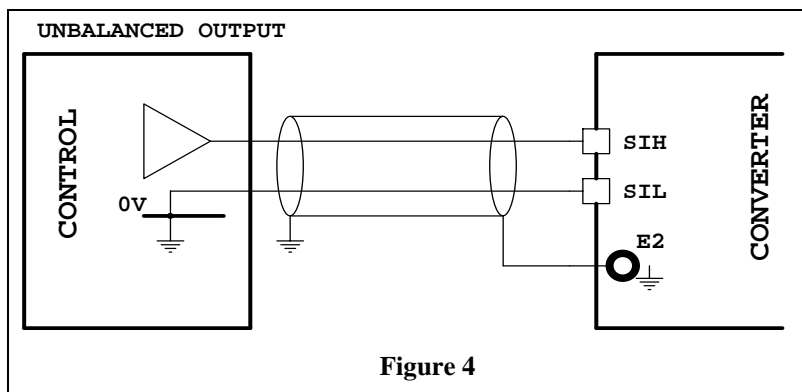 UNBALANCED OUTPUT
CONTROL
0V
SIH
SIL
E2
CONVERTER
Figure 4